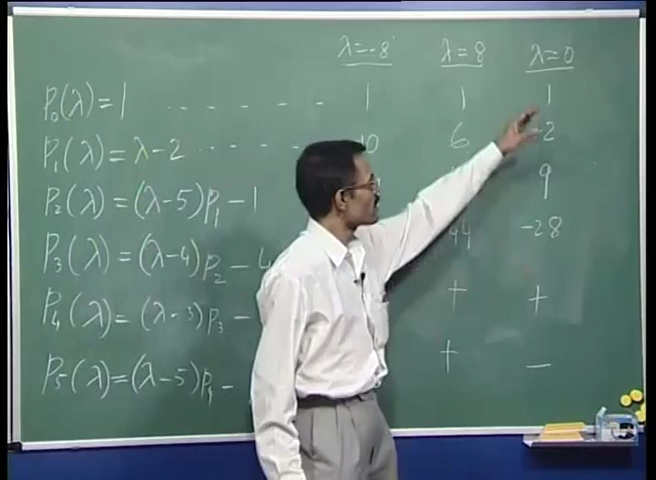 λ=-8 λ=8 λ=0
P₀(λ)=1 ...... 1 1 1
P₁(λ)=λ-2 ..... 6 -2
P₂(λ)=(λ-5)P₁-1 9
P₃(λ)=(λ-4)P₂-4 44 -28
P₄(λ)=(λ-3)P₃- + +
P₅(λ)=(λ-5)P₄- + -